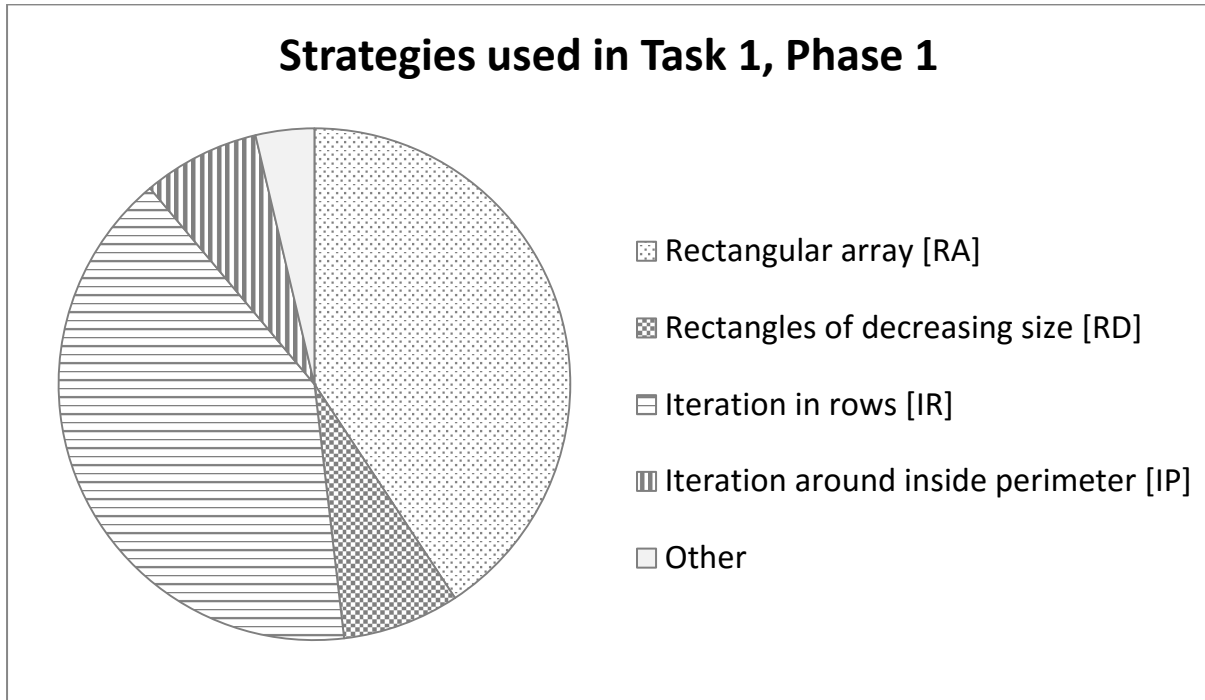 Strategies used in Task 1, Phase 1
Rectangular array [RA]
Rectangles of decreasing size [RD]
Iteration in rows [IR]
Iteration around inside perimeter [IP]
Other